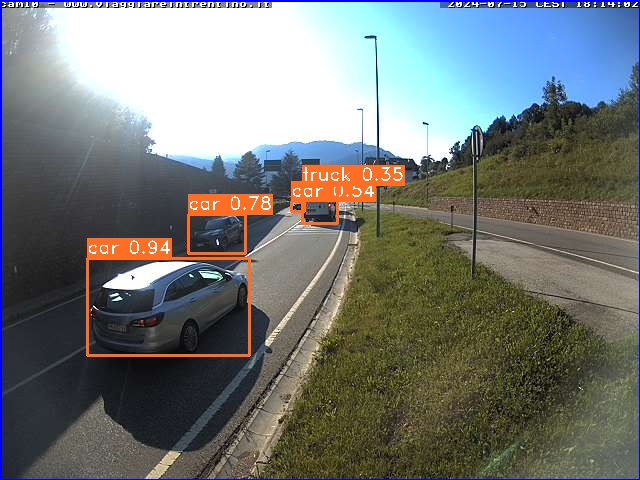 cam10 - www.viaggiareintrentino.it
2024-07-15 CEST 18:14:02
truck 0.35
car 0.54
car 0.78
car 0.94